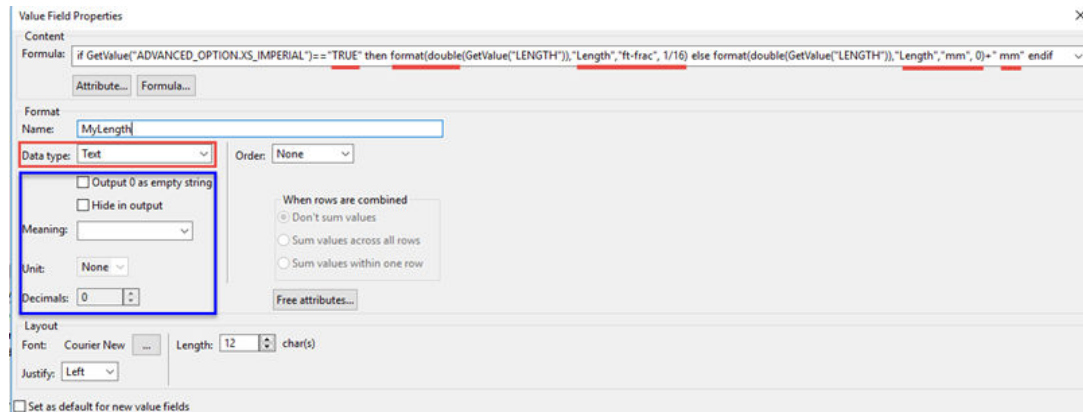 Value Field Properties
Content
Formula: if GetValue("ADVANCED_OPTION.XS_IMPERIAL")=="TRUE" then format(double(GetValue("LENGTH")),"Length","ft-frac", 1/16) else format(double(GetValue("LENGTH")),"Length","mm", 0)+" mm" endif
Attribute... Formula...
Format
Name: MyLength
Data type: Text Order: None
Output 0 as empty string
Hide in output
When rows are combined
Don't sum values
Meaning:
Sum values across all rows
Unit: None Sum values within one row
Decimals: 0 Free attributes...
Layout
Font: Courier New ... Length: 12 char(s)
Justify: Left
Set as default for new value fields